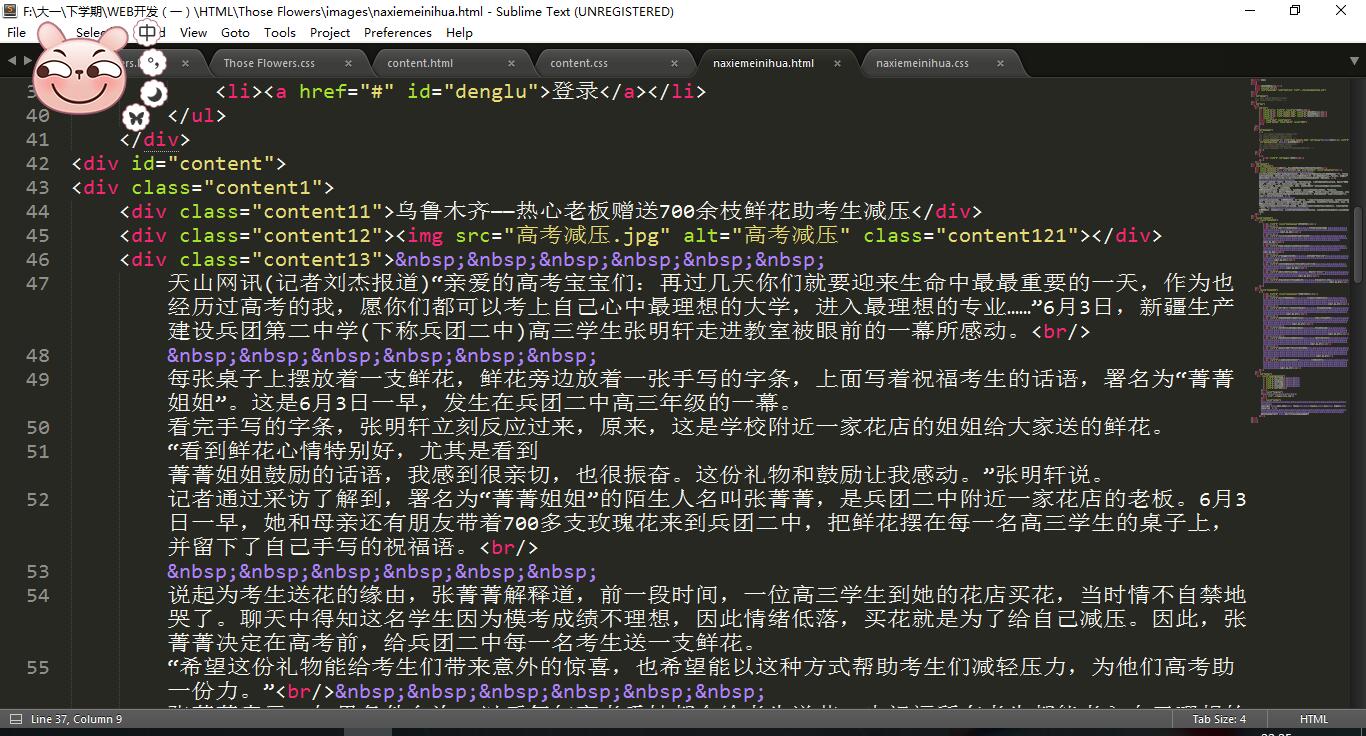 F:\大一\下学期\WEB开发 ( 一 ) \HTML\Those Flowers\images\naxiemeinihua.html - Sublime Text (UNREGISTERED)
File Selec View Goto Tools Project Preferences Help
中
Those Flowers.css × content.html × content.css × naxiemeinihua.html × naxiemeinihua.css ×
<li><a href="#" id="denglu">登录</a></li>
40 </ul>
41 </div>
42 <div id="content">
43 <div class="content1">
44 <div class="content11">乌鲁木齐——热心老板赠送700余枝鲜花助考生减压</div>
45 <div class="content12"><img src="高考减压.jpg" alt="高考减压" class="content121"></div>
46 <div class="content13">&nbsp;&nbsp;&nbsp;&nbsp;&nbsp;&nbsp;
47 天山网讯(记者刘杰报道)“亲爱的高考宝宝们：再过几天你们就要迎来生命中最最重要的一天，作为也
经历过高考的我，愿你们都可以考上自己心中最理想的大学，进入最理想的专业……”6月3日，新疆生产
建设兵团第二中学(下称兵团二中)高三学生张明轩走进教室被眼前的一幕所感动。<br/>
48 &nbsp;&nbsp;&nbsp;&nbsp;&nbsp;&nbsp;
49 每张桌子上摆放着一支鲜花，鲜花旁边放着一张手写的字条，上面写着祝福考生的话语，署名为“菁菁
姐姐”。这是6月3日一早，发生在兵团二中高三年级的一幕。
50 看完手写的字条，张明轩立刻反应过来，原来，这是学校附近一家花店的姐姐给大家送的鲜花。
51 “看到鲜花心情特别好，尤其是看到
菁菁姐姐鼓励的话语，我感到很亲切，也很振奋。这份礼物和鼓励让我感动。”张明轩说。
52 记者通过采访了解到，署名为“菁菁姐姐”的陌生人名叫张菁菁，是兵团二中附近一家花店的老板。6月3
日一早，她和母亲还有朋友带着700多支玫瑰花来到兵团二中，把鲜花摆在每一名高三学生的桌子上，
并留下了自己手写的祝福语。<br/>
53 &nbsp;&nbsp;&nbsp;&nbsp;&nbsp;&nbsp;
54 说起为考生送花的缘由，张菁菁解释道，前一段时间，一位高三学生到她的花店买花，当时情不自禁地
哭了。聊天中得知这名学生因为模考成绩不理想，因此情绪低落，买花就是为了给自己减压。因此，张
菁菁决定在高考前，给兵团二中每一名考生送一支鲜花。
55 “希望这份礼物能给考生们带来意外的惊喜，也希望能以这种方式帮助考生们减轻压力，为他们高考助
一份力。”<br/>&nbsp;&nbsp;&nbsp;&nbsp;&nbsp;&nbsp;
Line 37, Column 9 Tab Size: 4 HTML